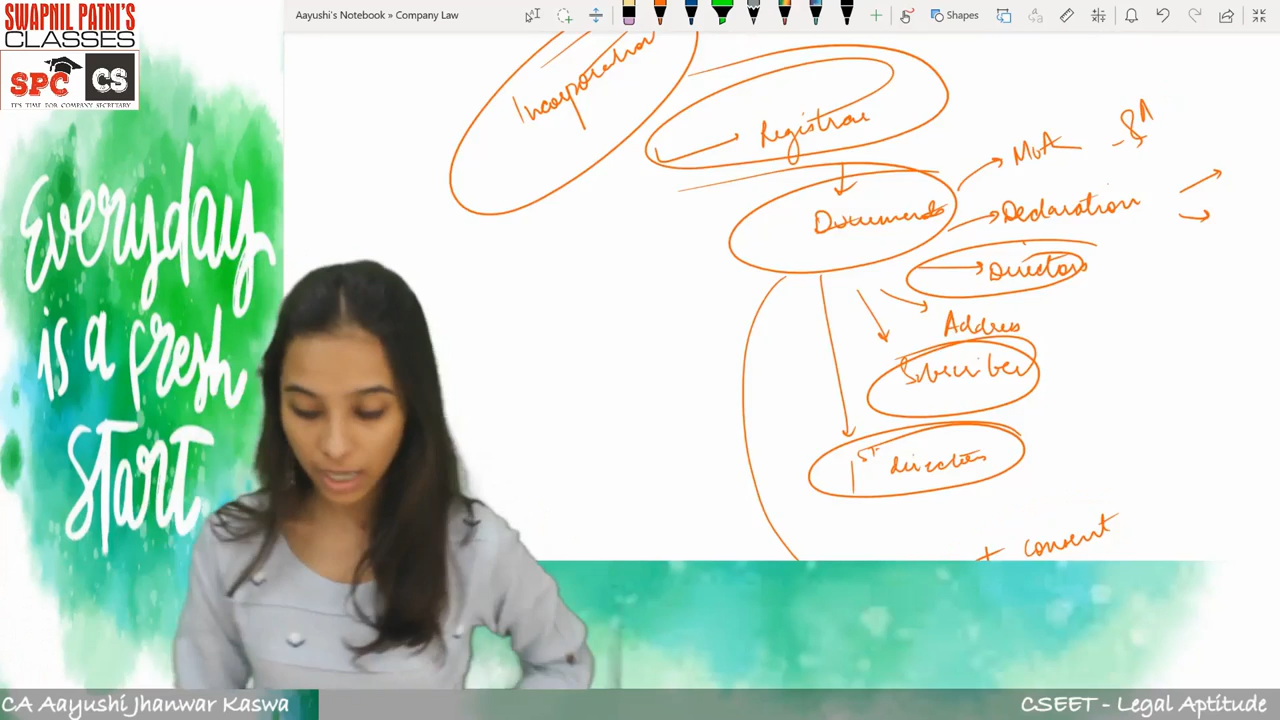 SWAPNIL PATNI'S
CLASSES
SPC CS
IT'S TIME FOR COMPANY SECRETARY
Aayushi's Notebook » Company Law
Shapes
Everyday
is a fresh
START
Incorporation
Registrar
Documents
MoA
Declaration
Directors
Address
Subscriber
1st directors
+ consent
CA Aayushi Jhanwar Kaswa
CSEET - Legal Aptitude